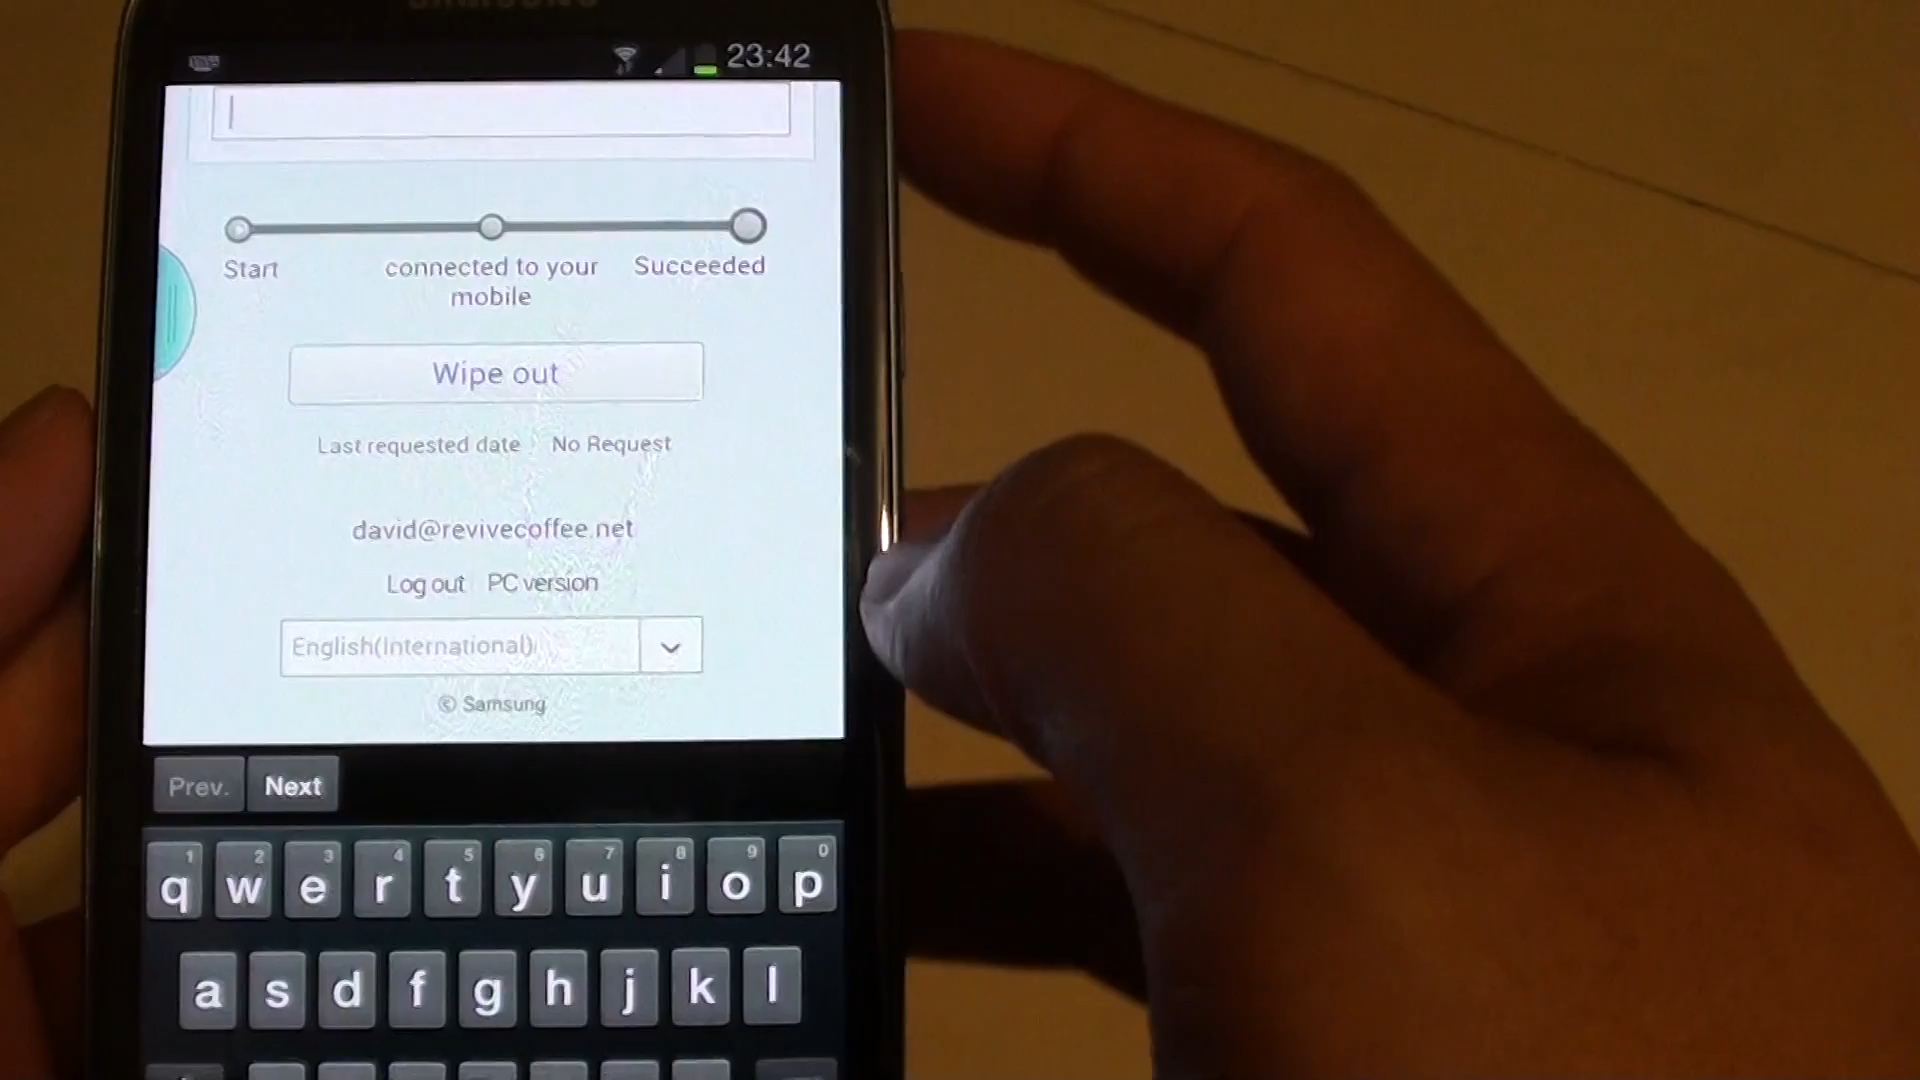 SAMSUNG
23:42
Start
connected to your
mobile
Succeeded
Wipe out
Last requested date No Request
david@revivecoffee.net
Log out PC version
English(International)
© Samsung
Prev. Next
1 2 3 4 5 6 7 8 9 0
q w e r t y u i o p
a s d f g h j k l